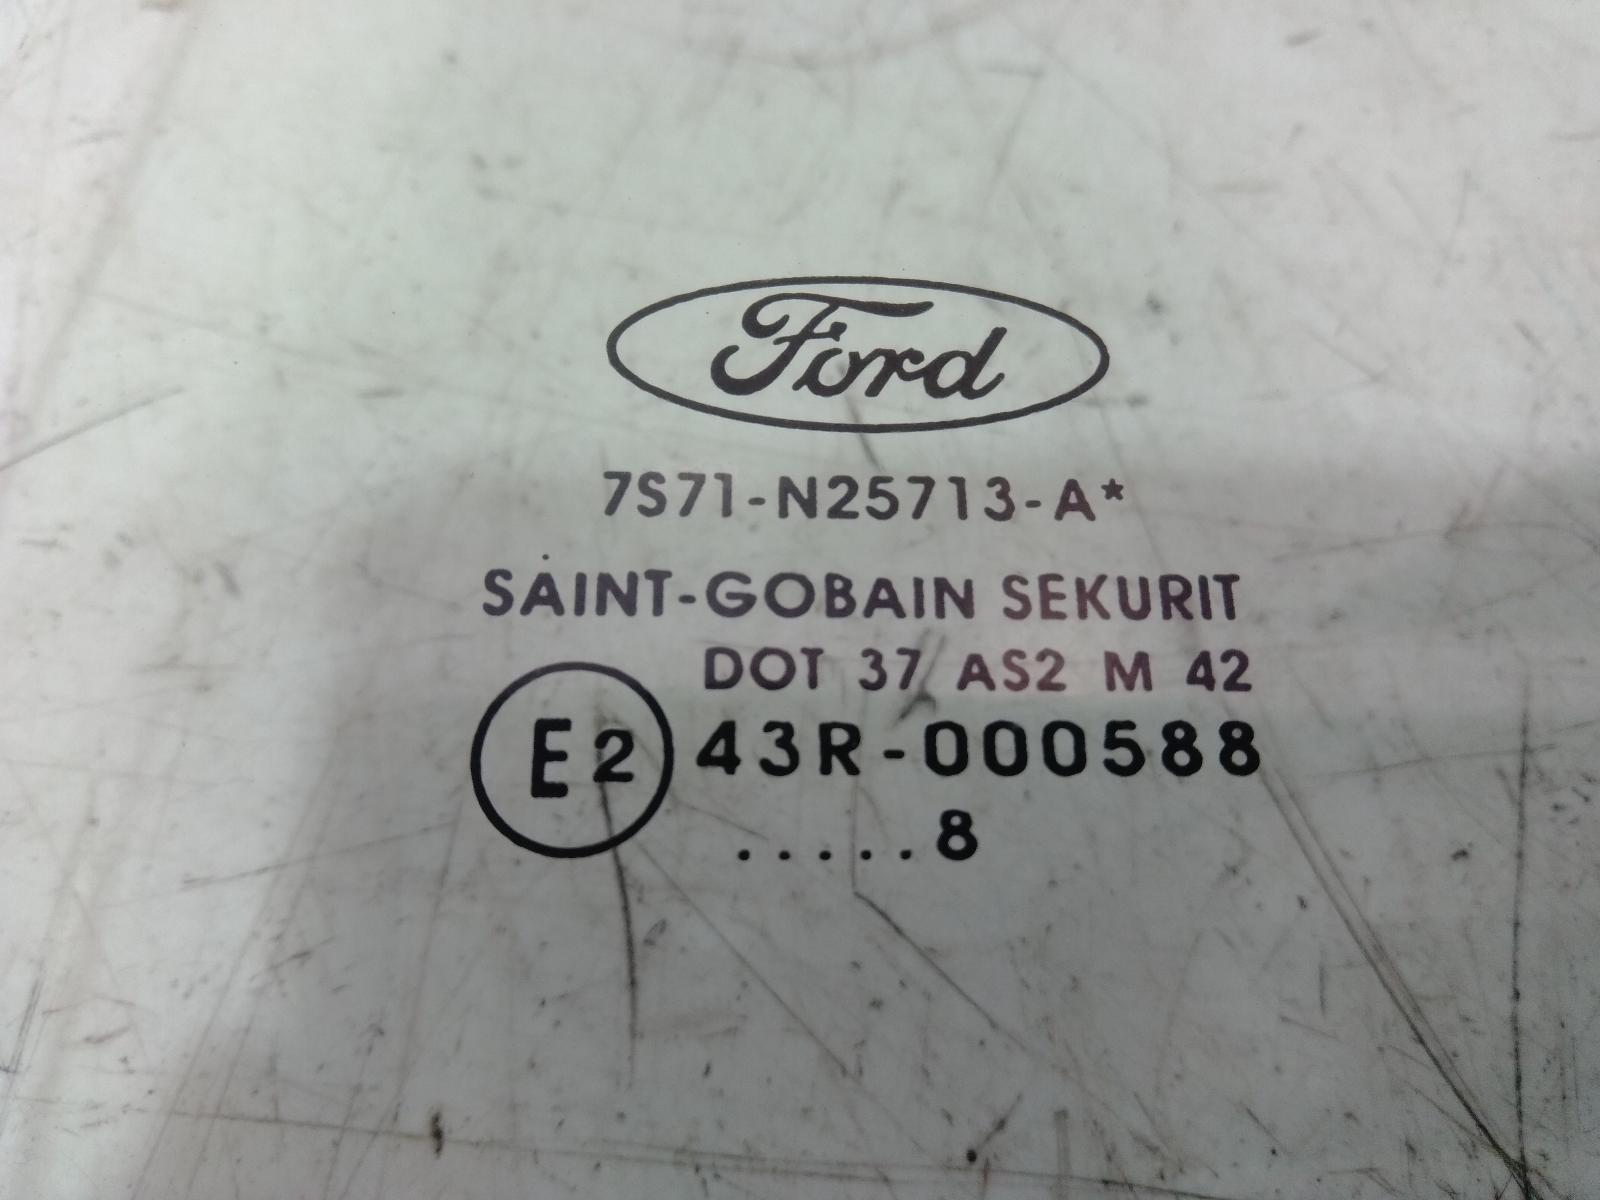 Ford
7S71-N25713-A*
SAINT-GOBAIN SEKURIT
DOT 37 AS2 M 42
E2 43R-000588
.....8